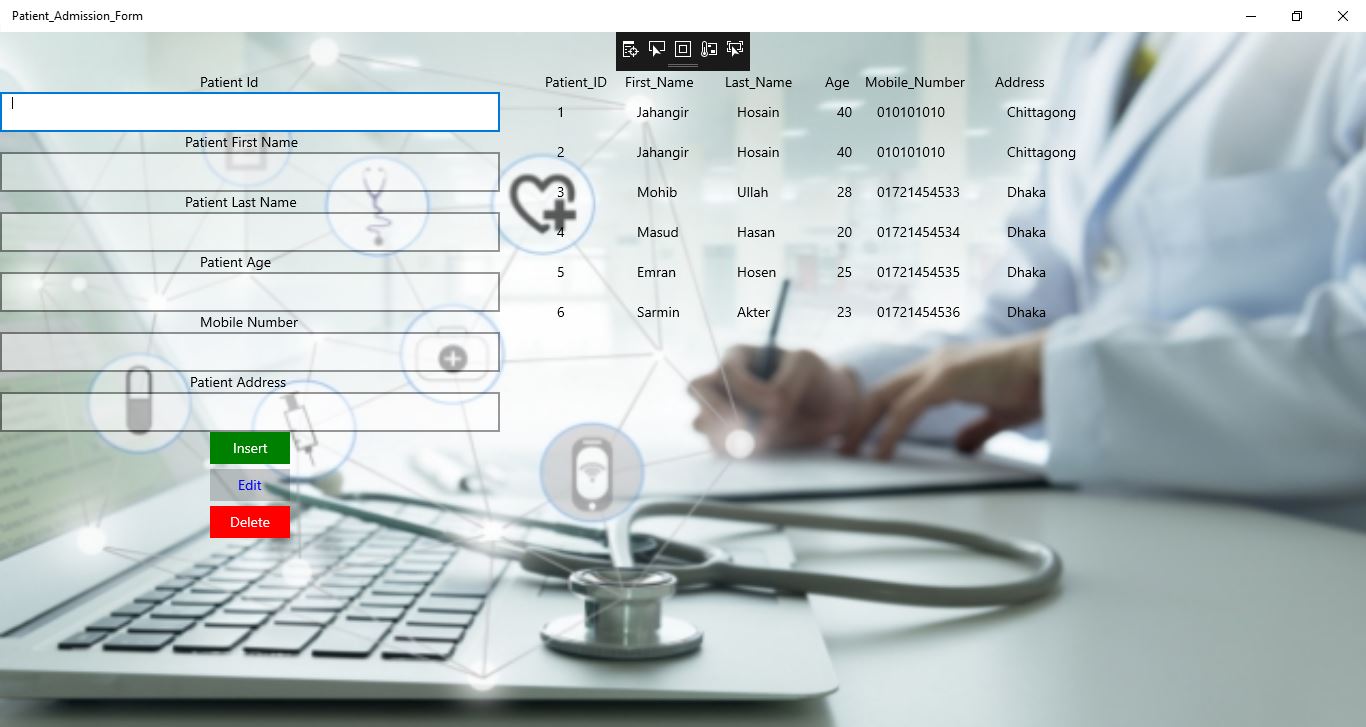 Patient_Admission_Form
Patient Id
Patient First Name
Patient Last Name
Patient Age
Mobile Number
Patient Address
Insert
Edit
Delete
Patient_ID First_Name Last_Name Age Mobile_Number Address
1 Jahangir Hosain 40 010101010 Chittagong
2 Jahangir Hosain 40 010101010 Chittagong
3 Mohib Ullah 28 01721454533 Dhaka
4 Masud Hasan 20 01721454534 Dhaka
5 Emran Hosen 25 01721454535 Dhaka
6 Sarmin Akter 23 01721454536 Dhaka